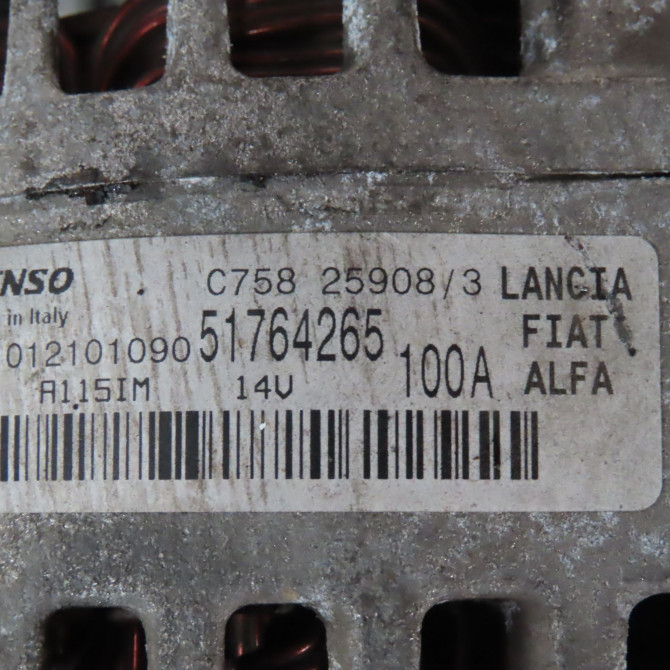 NSO C758 25908/3 LANCIA
in Italy FIAT
012101090 51764265 100A ALFA
A115IM 14V